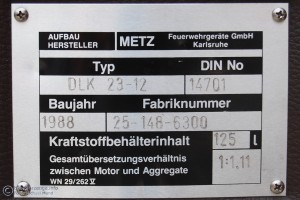 AUFBAU HERSTELLER METZ Feuerwehrgeräte GmbH Karlsruhe
Typ DIN No
DLK 23-12 14701
Baujahr Fabriknummer
1988 25-148-6300
Kraftstoffbehälterinhalt 125 l
Gesamtübersetzungsverhältnis
zwischen Motor und Aggregate 1:1.11
WN 29/262 V